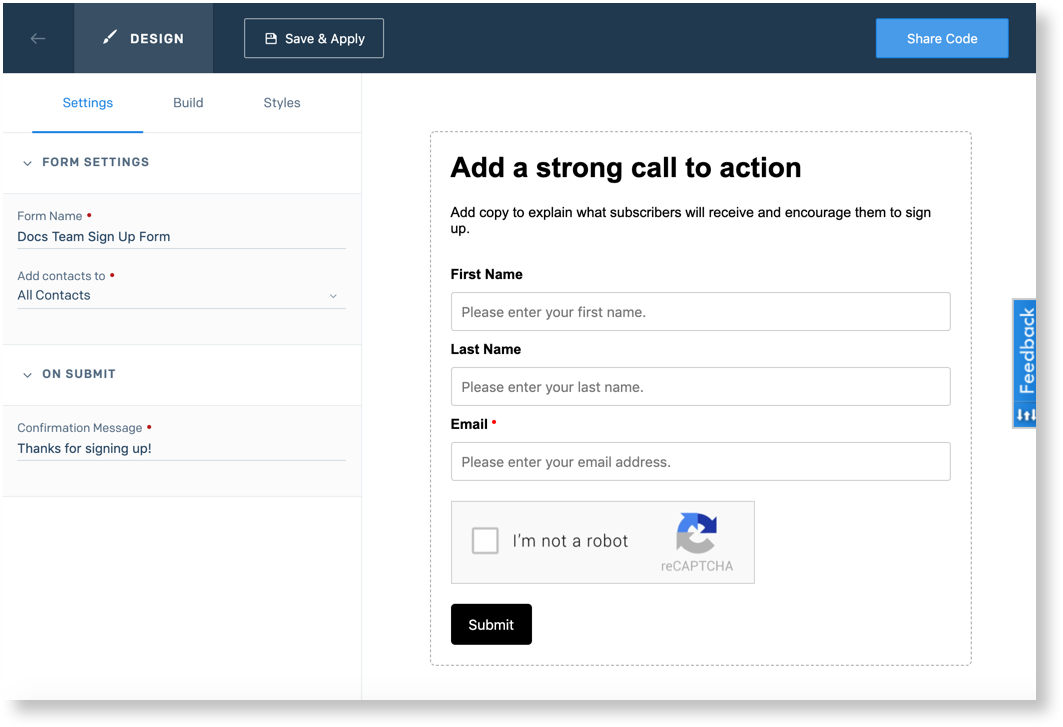 DESIGN
Save & Apply
Share Code
Settings
Build
Styles
FORM SETTINGS
Form Name •
Docs Team Sign Up Form
Add contacts to •
All Contacts
ON SUBMIT
Confirmation Message •
Thanks for signing up!
Add a strong call to action
Add copy to explain what subscribers will receive and encourage them to sign
up.
First Name
Please enter your first name.
Last Name
Please enter your last name.
Email •
Please enter your email address.
I'm not a robot
reCAPTCHA
Submit
Feedback